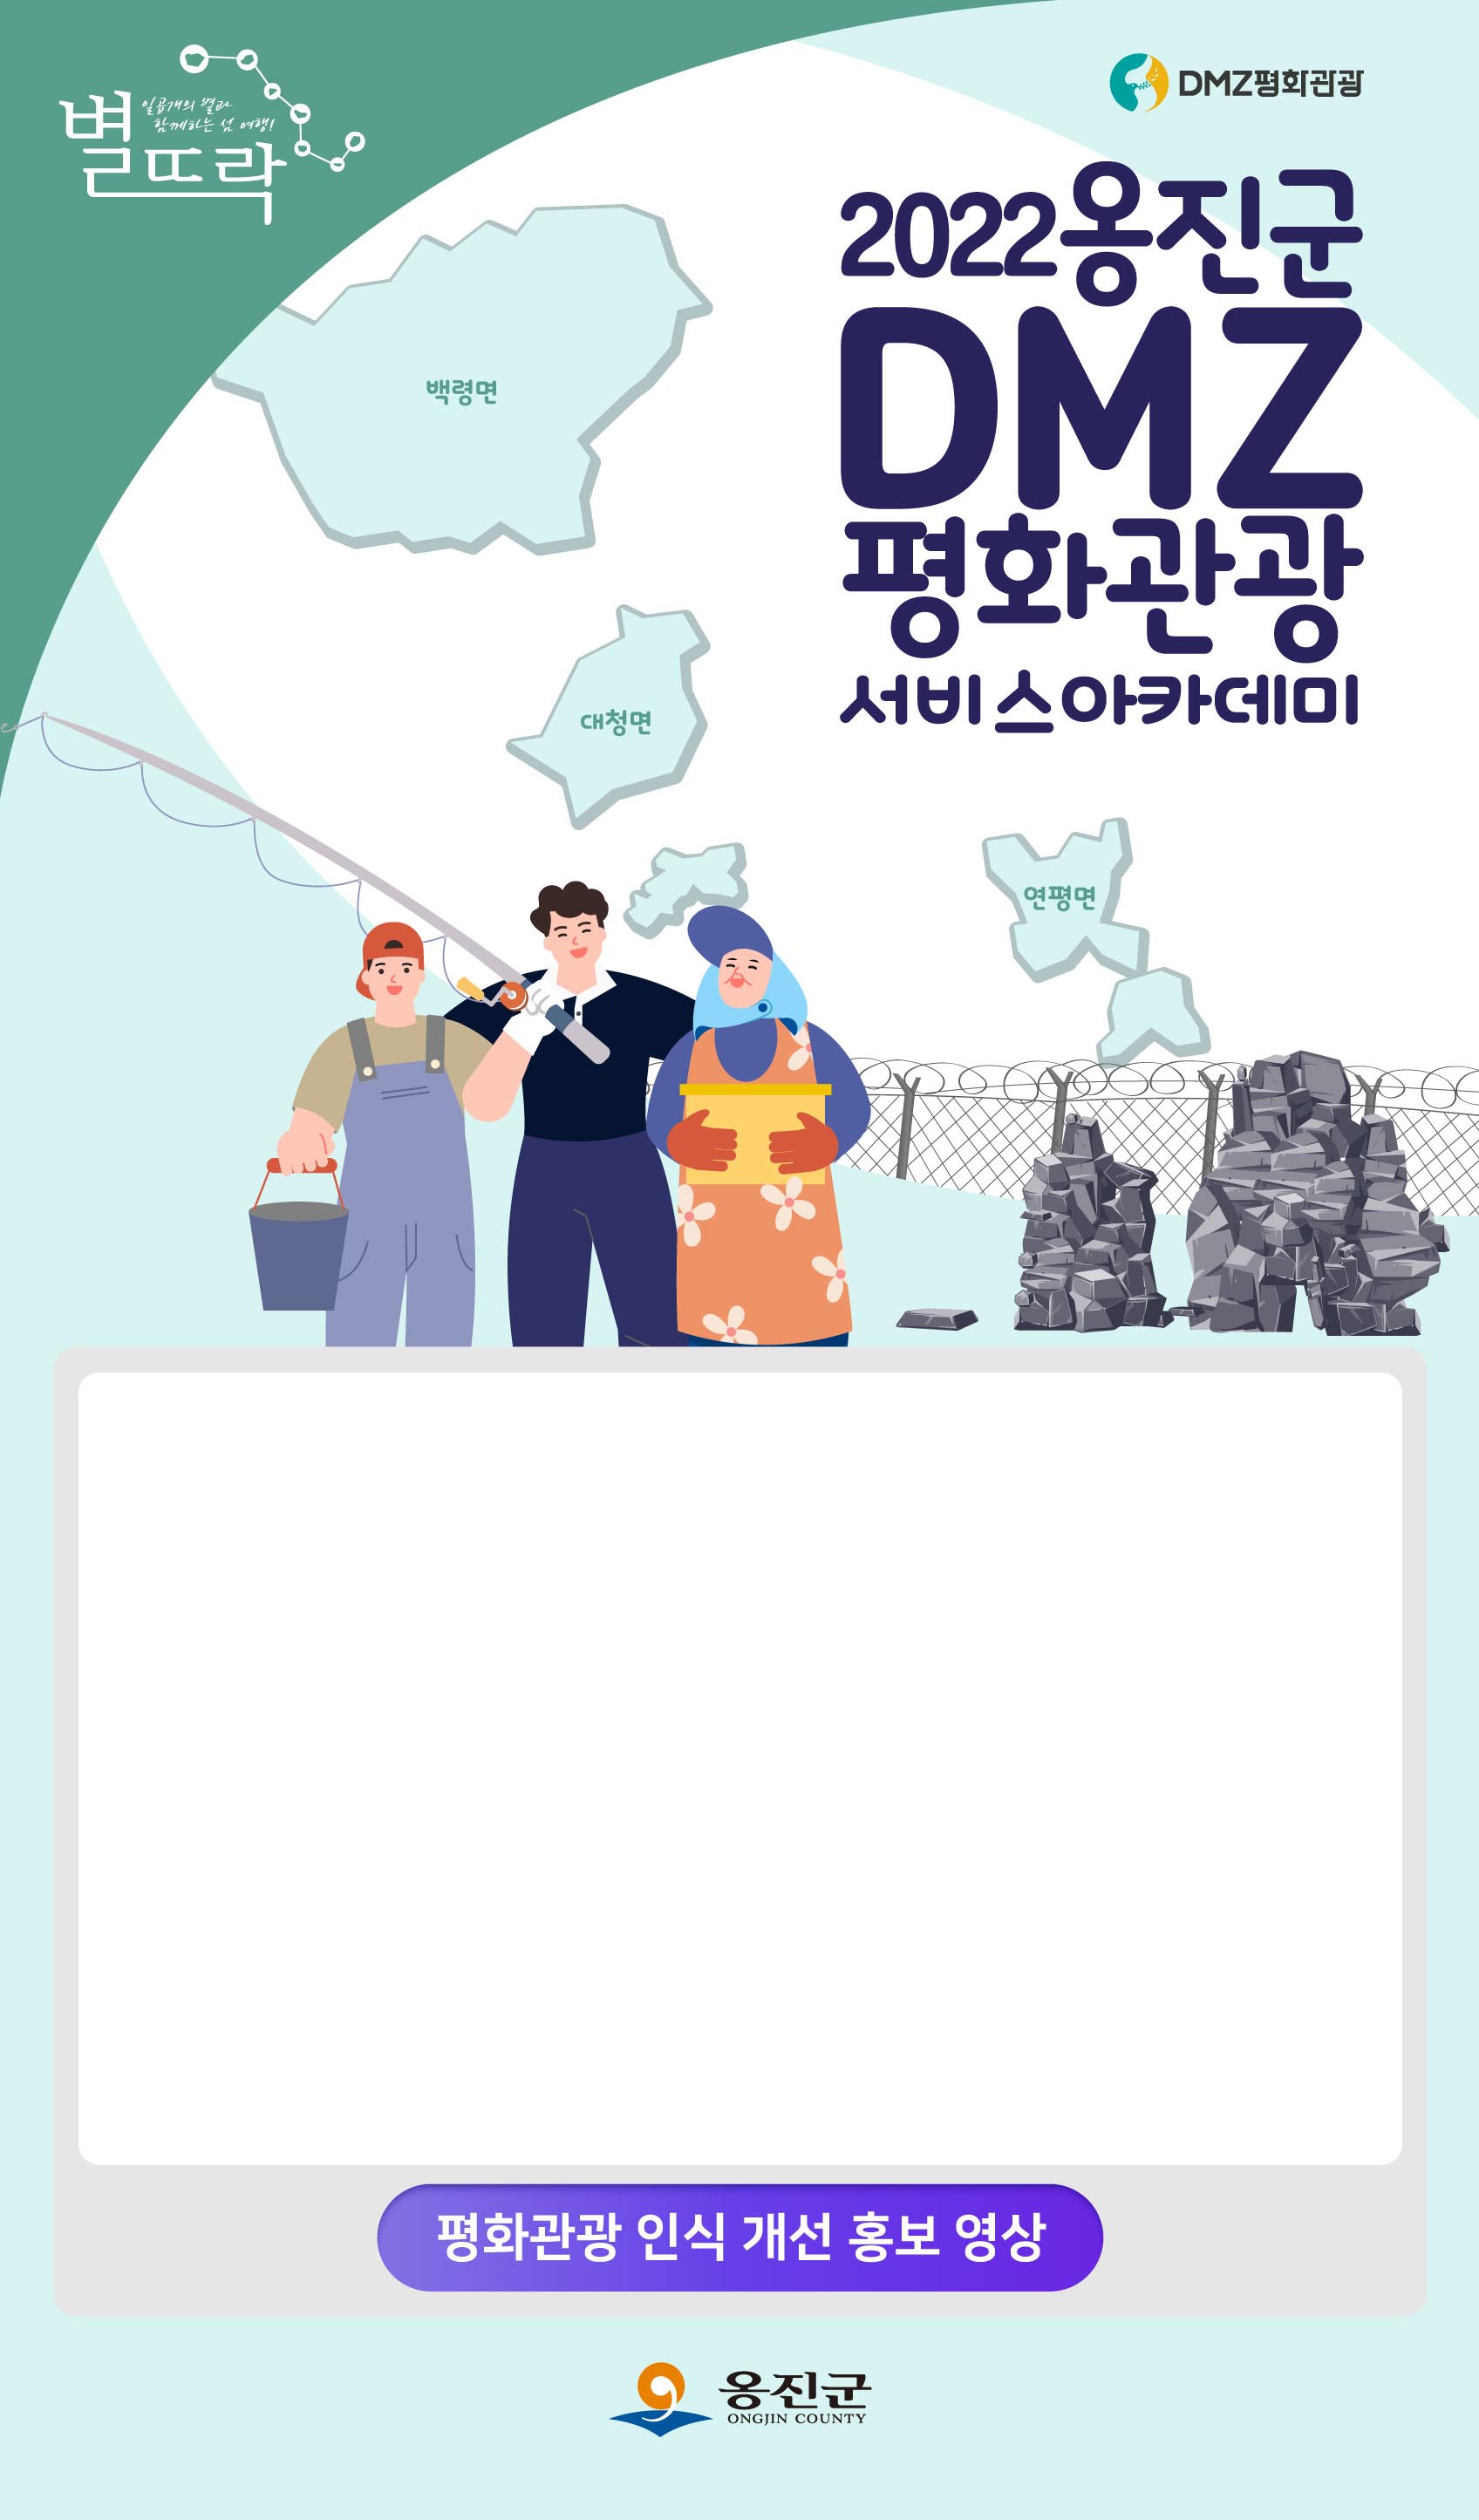 별뜨락
일곱개의 별과
함께하는 섬 여행!
DMZ평화관광
2022옹진군
DMZ
평화관광
서비스아카데미
백령면
대청면
연평면
평화관광 인식 개선 홍보 영상
옹진군
ONGJIN COUNTY